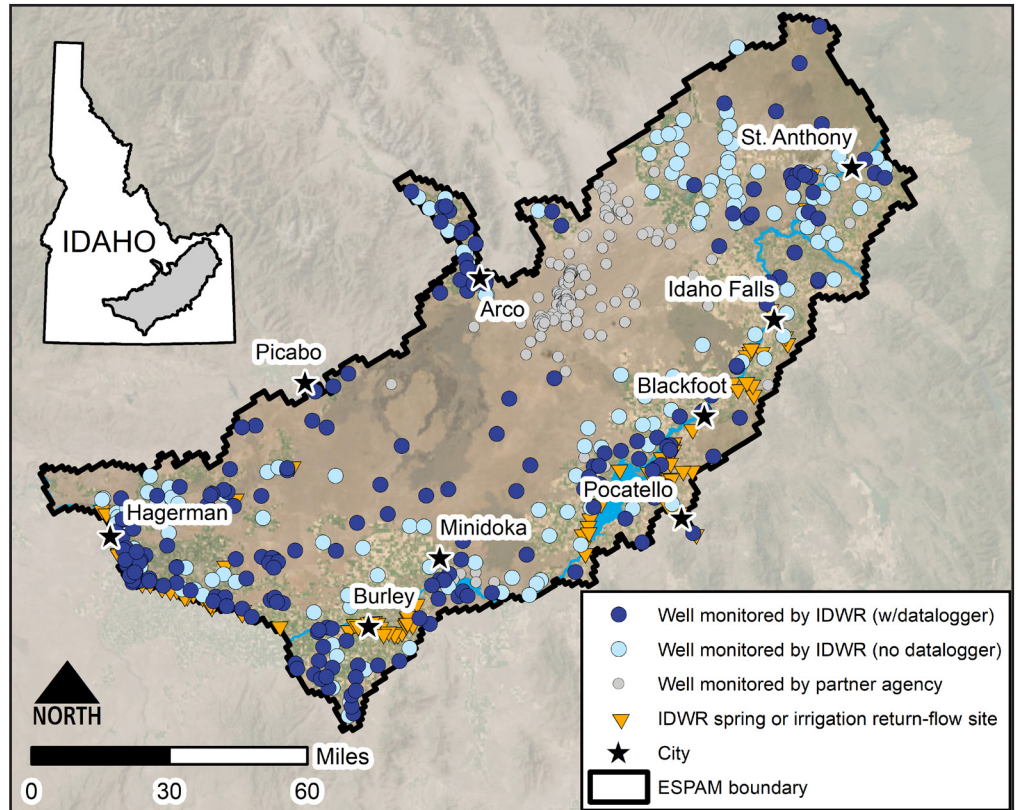 IDAHO
St. Anthony
Idaho Falls
Arco
Picabo
Blackfoot
Pocatello
Hagerman
Minidoka
Burley
NORTH
Miles
0 30 60
Well monitored by IDWR (w/datalogger)
Well monitored by IDWR (no datalogger)
Well monitored by partner agency
IDWR spring or irrigation return-flow site
City
ESPAM boundary